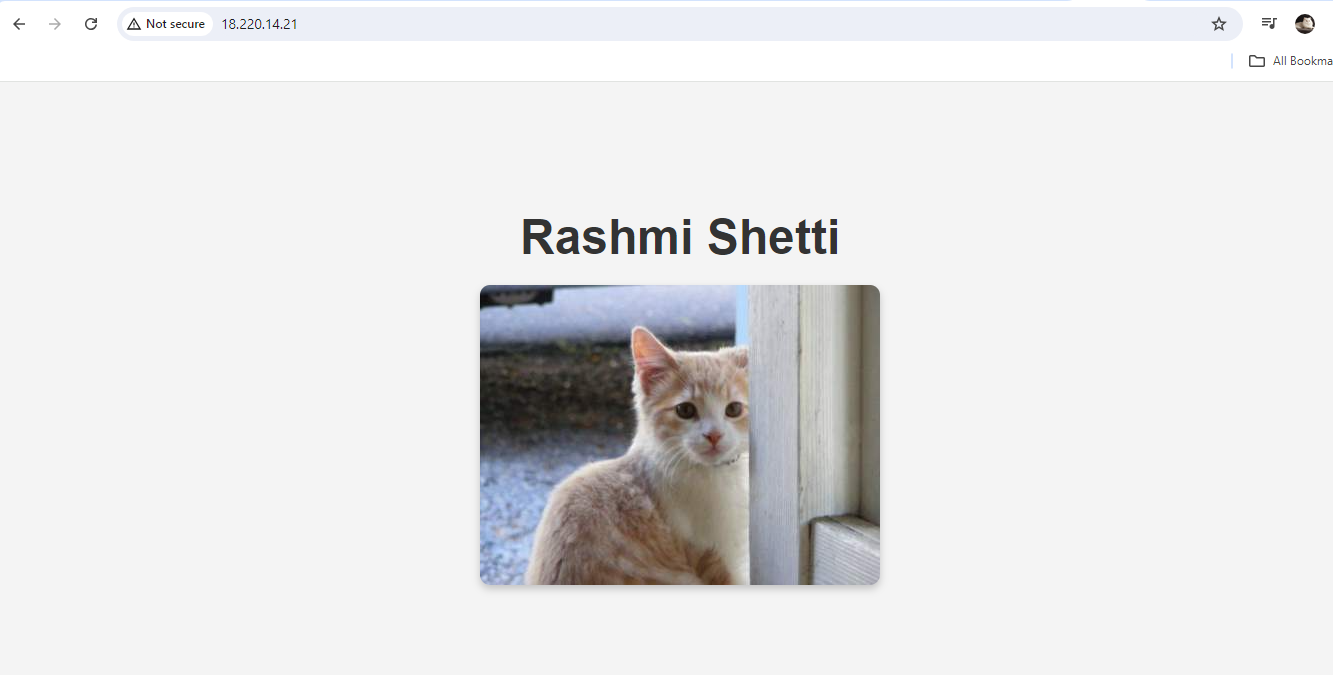 Not secure 18.220.14.21
All Bookma
Rashmi Shetti